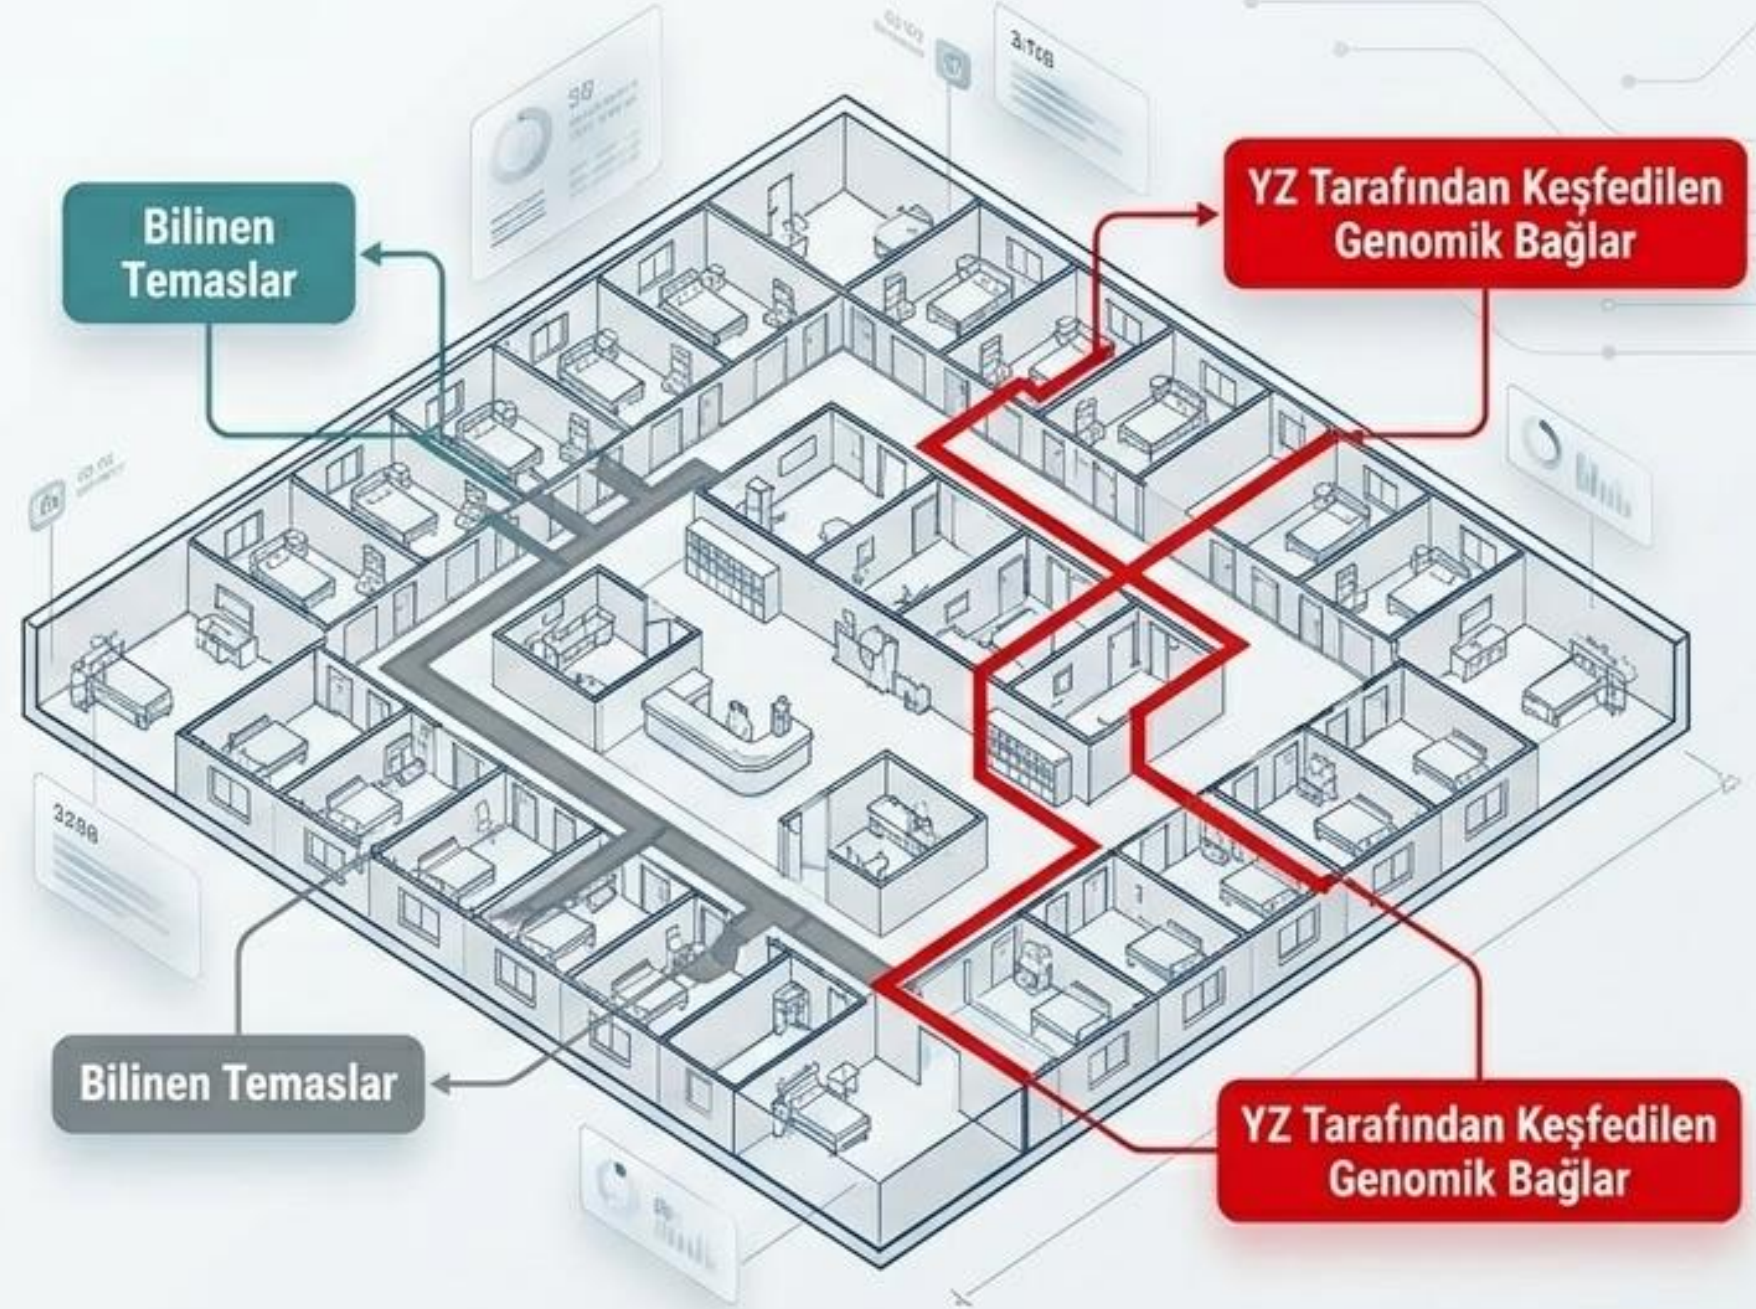 Bilinen
Temaslar
YZ Tarafından Keşfedilen
Genomik Bağlar
Bilinen Temaslar
YZ Tarafından Keşfedilen
Genomik Bağlar